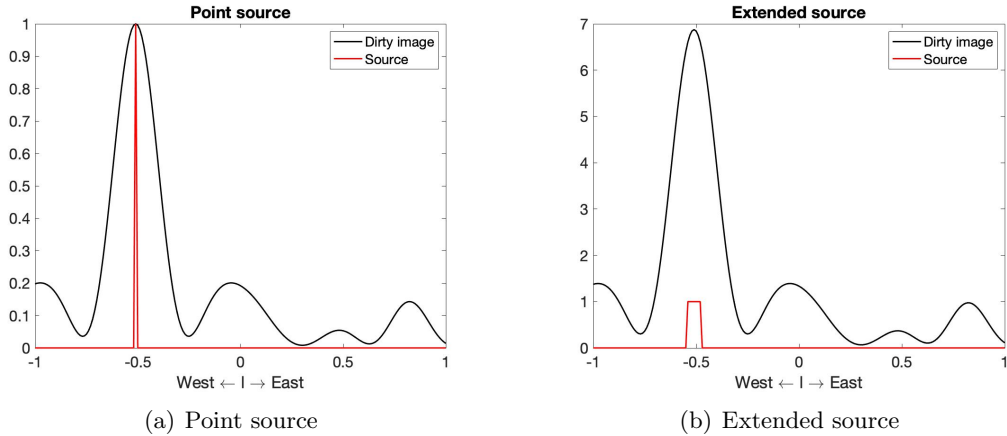 Point source
1
0.9
0.8
0.7
0.6
0.5
0.4
0.3
0.2
0.1
0
-1
-0.5
0
0.5
1
Dirty image
Source
West ← l → East
(a) Point source
Extended source
7
6
5
4
3
2
1
0
-1
-0.5
0
0.5
1
Dirty image
Source
West ← l → East
(b) Extended source